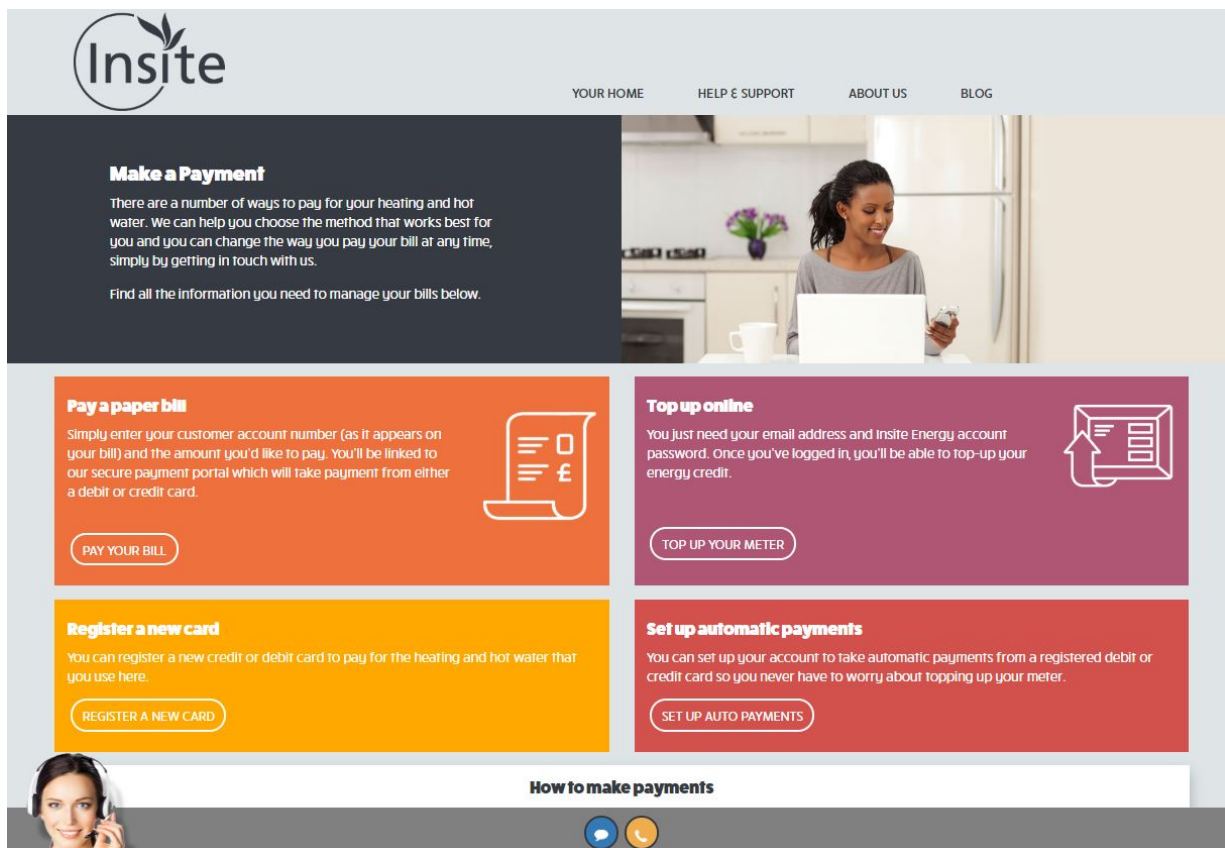 Insite
YOUR HOME
HELP & SUPPORT
ABOUT US
BLOG
Make a Payment
There are a number of ways to pay for your heating and hot
water. We can help you choose the method that works best for
you and you can change the way you pay your bill at any time,
simply by getting in touch with us.
Find all the information you need to manage your bills below.
Pay a paper bill
Simply enter your customer account number (as it appears on
your bill) and the amount you'd like to pay. You'll be linked to
our secure payment portal which will take payment from either
a debit or credit card.
£
PAY YOUR BILL
Top up online
You just need your email address and Insite Energy account
password. Once you've logged in, you'll be able to top-up your
energy credit.
TOP UP YOUR METER
Register a new card
You can register a new credit or debit card to pay for the heating and hot water that
you use here.
REGISTER A NEW CARD
Set up automatic payments
You can set up your account to take automatic payments from a registered debit or
credit card so you never have to worry about topping up your meter.
SET UP AUTO PAYMENTS
How to make payments